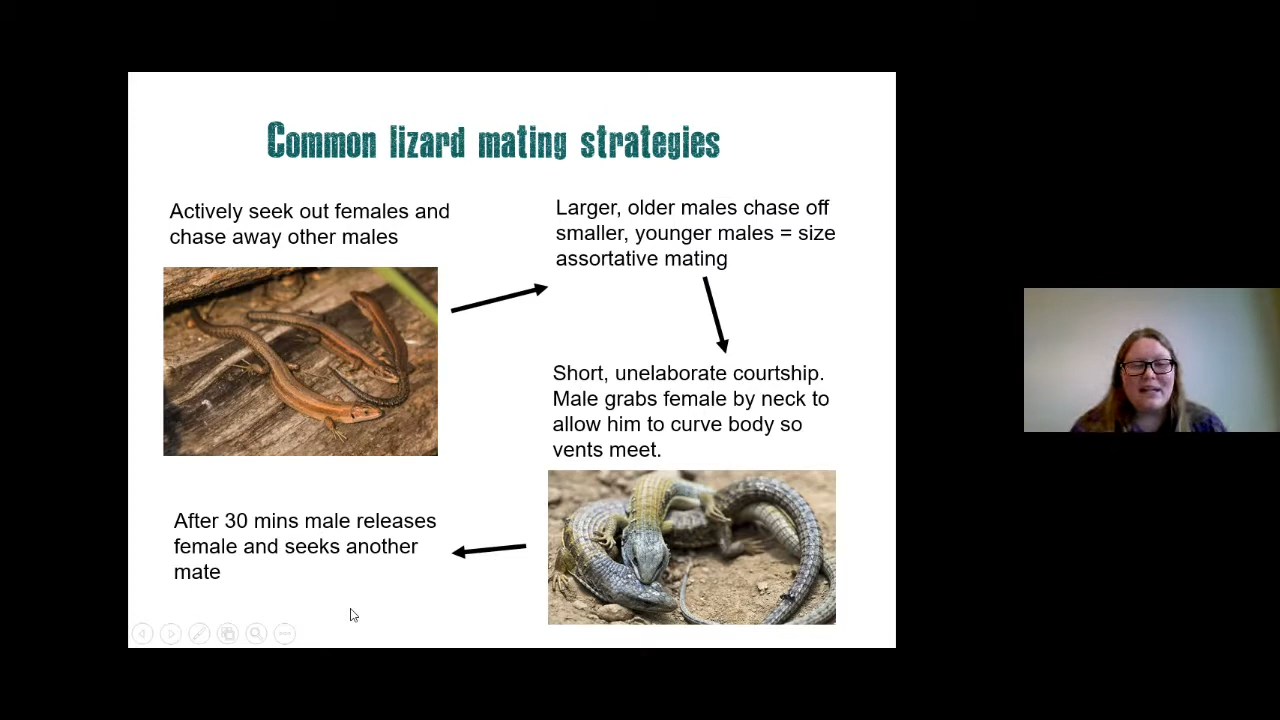 Common lizard mating strategies
Actively seek out females and
chase away other males
Larger, older males chase off
smaller, younger males = size
assortative mating
Short, unelaborate courtship.
Male grabs female by neck to
allow him to curve body so
vents meet.
After 30 mins male releases
female and seeks another
mate